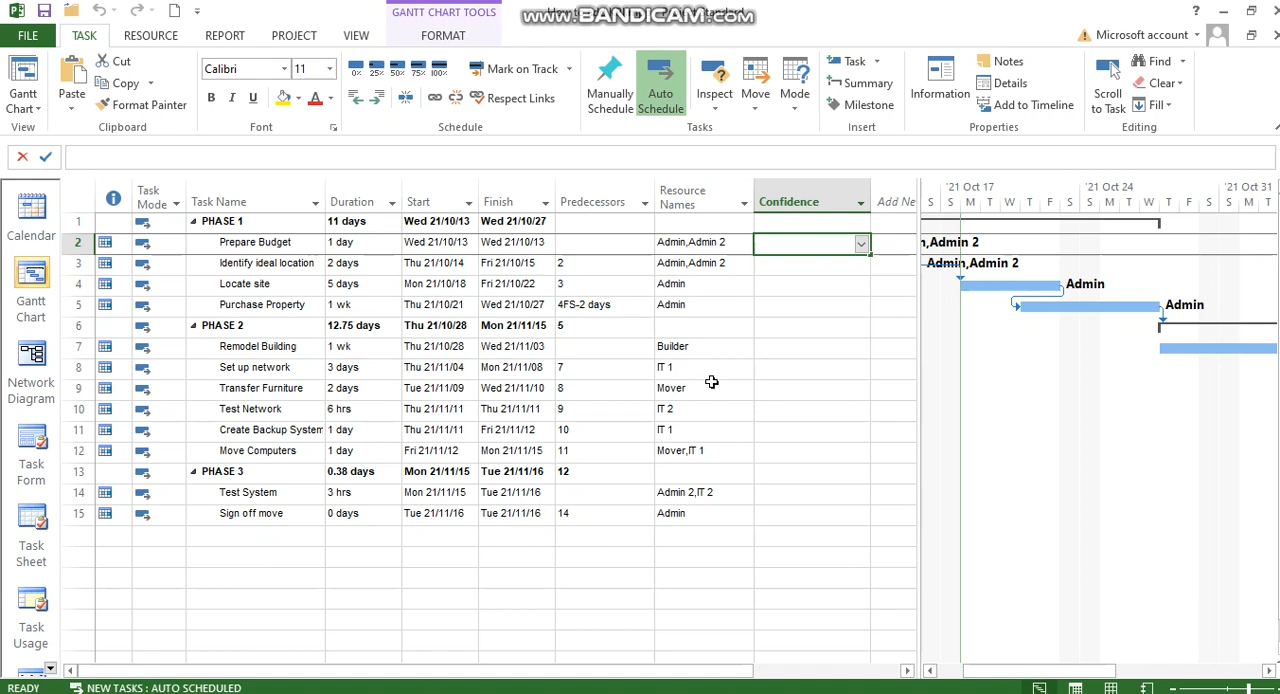 GANTT CHART TOOLS
www.BANDICAM.com
FILE TASK RESOURCE REPORT PROJECT VIEW FORMAT Microsoft account
Gantt Chart Paste Cut Copy Format Painter
Calibri 11
B I U A
0% 25% 50% 75% 100%
Mark on Track
Respect Links
Manually Schedule Auto Schedule Inspect Move Mode
Task
Summary
Milestone
Information Notes
Details
Add to Timeline
Scroll to Task Find
Clear
Fill
View Clipboard Font Schedule Tasks Insert Properties Editing
Task Mode Task Name Duration Start Finish Predecessors Resource Names Confidence Add Ne
'21 Oct 17 '21 Oct 24 '21 Oct 31
S S M T W T F S S M T W T F S S M T
1 PHASE 1 11 days Wed 21/10/13 Wed 21/10/27
2 Prepare Budget 1 day Wed 21/10/13 Wed 21/10/13 Admin,Admin 2 n,Admin 2
3 Identify ideal location 2 days Thu 21/10/14 Fri 21/10/15 2 Admin,Admin 2 Admin,Admin 2
4 Locate site 5 days Mon 21/10/18 Fri 21/10/22 3 Admin Admin
5 Purchase Property 1 wk Thu 21/10/21 Wed 21/10/27 4FS-2 days Admin Admin
6 PHASE 2 12.75 days Thu 21/10/28 Mon 21/11/15 5
7 Remodel Building 1 wk Thu 21/10/28 Wed 21/11/03 Builder
8 Set up network 3 days Thu 21/11/04 Mon 21/11/08 7 IT 1
9 Transfer Furniture 2 days Tue 21/11/09 Wed 21/11/10 8 Mover
10 Test Network 6 hrs Thu 21/11/11 Thu 21/11/11 9 IT 2
11 Create Backup System 1 day Thu 21/11/11 Fri 21/11/12 10 IT 1
12 Move Computers 1 day Fri 21/11/12 Mon 21/11/15 11 Mover,IT 1
13 PHASE 3 0.38 days Mon 21/11/15 Tue 21/11/16 12
14 Test System 3 hrs Mon 21/11/15 Tue 21/11/16 Admin 2,IT 2
15 Sign off move 0 days Tue 21/11/16 Tue 21/11/16 14 Admin
Calendar
Gantt Chart
Network Diagram
Task Form
Task Sheet
Task Usage
READY NEW TASKS : AUTO SCHEDULED